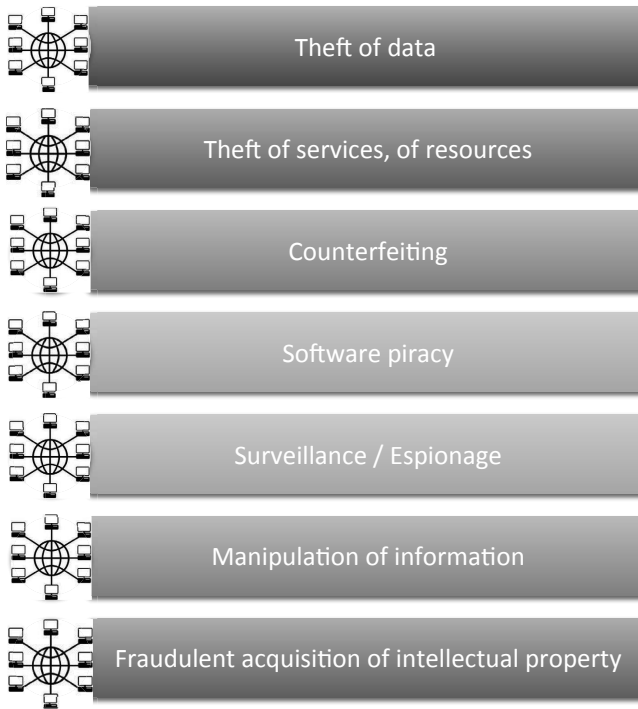 Theft of data
Theft of services, of resources
Counterfeiting
Software piracy
Surveillance / Espionage
Manipulation of information
Fraudulent acquisition of intellectual property